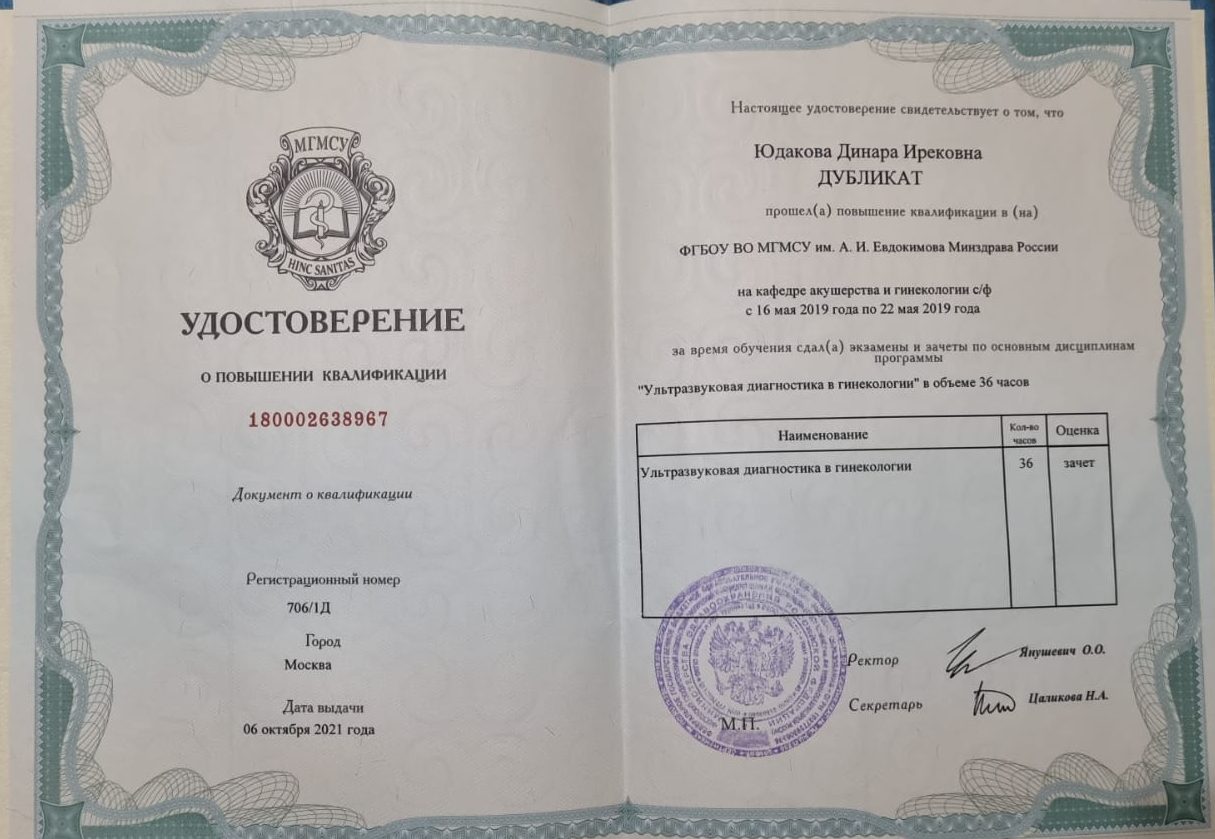 МГМСУ
HINC SANITAS
УДОСТОВЕРЕНИЕ
О ПОВЫШЕНИИ КВАЛИФИКАЦИИ
180002638967
Документ о квалификации
Регистрационный номер
706/1Д
Город
Москва
Дата выдачи
06 октября 2021 года
Настоящее удостоверение свидетельствует о том, что
Юдакова Динара Ирековна
ДУБЛИКАТ
прошел(а) повышение квалификации в (на)
ФГБОУ ВО МГМСУ им. А. И. Евдокимова Минздрава России
на кафедре акушерства и гинекологии с/ф
с 16 мая 2019 года по 22 мая 2019 года
за время обучения сдал(а) экзамены и зачеты по основным дисциплинам
программы
"Ультразвуковая диагностика в гинекологии" в объеме 36 часов
Наименование
Кол-во
часов
Оценка
Ультразвуковая диагностика в гинекологии 36 зачет
Ректор Янушевич О.О.
Секретарь Цаликова Н.А.
М.П.